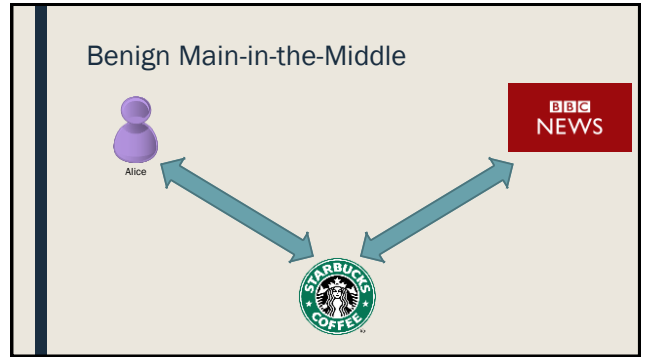 Benign Main-in-the-Middle
BBC
NEWS
Alice
STARBUCKS
COFFEE